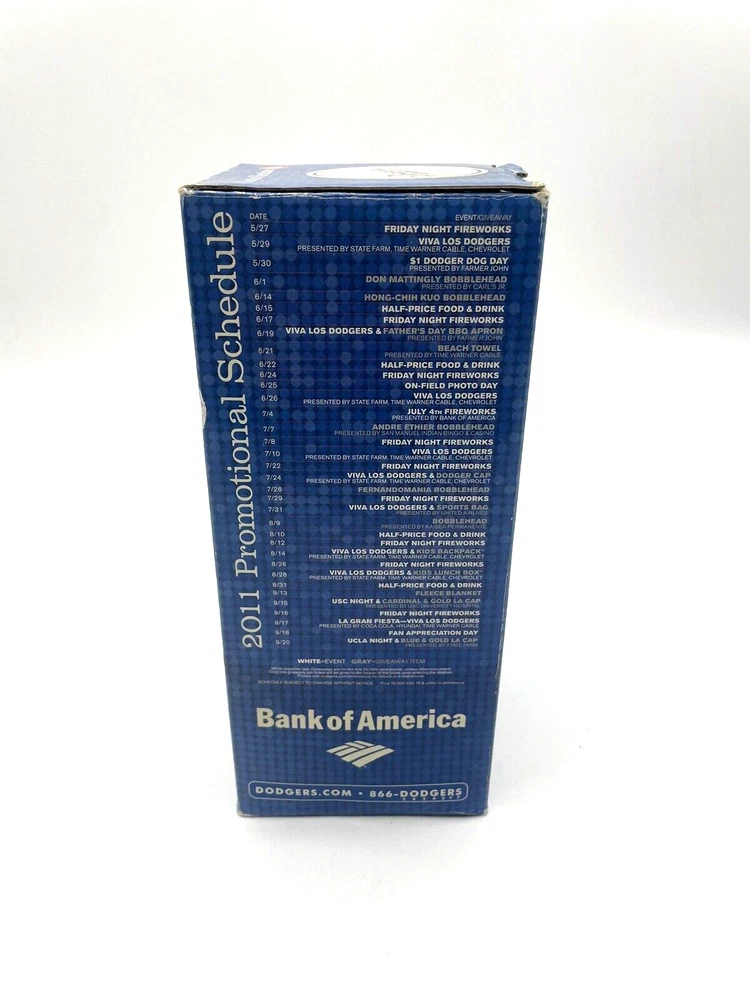 2011 Promotional Schedule
DATE EVENT/GIVEAWAY
5/27 FRIDAY NIGHT FIREWORKS
5/29 VIVA LOS DODGERS
PRESENTED BY STATE FARM, TIME WARNER CABLE, CHEVROLET
5/30 $1 DODGER DOG DAY
PRESENTED BY FARMER JOHN
6/1 DON MATTINGLY BOBBLEHEAD
PRESENTED BY CARL'S JR.
6/14 HONG-CHIH KUO BOBBLEHEAD
6/15 HALF-PRICE FOOD & DRINK
6/17 FRIDAY NIGHT FIREWORKS
6/19 VIVA LOS DODGERS & FATHER'S DAY BBQ APRON
PRESENTED BY FARMER JOHN
6/21 BEACH TOWEL
PRESENTED BY TIME WARNER CABLE
6/22 HALF-PRICE FOOD & DRINK
6/24 FRIDAY NIGHT FIREWORKS
6/25 ON-FIELD PHOTO DAY
6/26 VIVA LOS DODGERS
PRESENTED BY STATE FARM, TIME WARNER CABLE, CHEVROLET
7/4 JULY 4TH FIREWORKS
PRESENTED BY BANK OF AMERICA
7/7 ANDRE ETHIER BOBBLEHEAD
PRESENTED BY SAN MANUEL INDIAN BINGO & CASINO
7/8 FRIDAY NIGHT FIREWORKS
7/10 VIVA LOS DODGERS
PRESENTED BY STATE FARM, TIME WARNER CABLE, CHEVROLET
7/22 FRIDAY NIGHT FIREWORKS
7/24 VIVA LOS DODGERS & DODGER CAP
PRESENTED BY STATE FARM, TIME WARNER CABLE, CHEVROLET
7/26 FERNANDOMANIA BOBBLEHEAD
7/29 FRIDAY NIGHT FIREWORKS
7/31 VIVA LOS DODGERS & SPORTS BAG
PRESENTED BY UNITED AIRLINES
8/9 BOBBLEHEAD
PRESENTED BY KAISER PERMANENTE
8/10 HALF-PRICE FOOD & DRINK
8/12 FRIDAY NIGHT FIREWORKS
8/14 VIVA LOS DODGERS & KIDS BACKPACK*
PRESENTED BY STATE FARM, TIME WARNER CABLE, CHEVROLET
8/26 FRIDAY NIGHT FIREWORKS
8/28 VIVA LOS DODGERS & KIDS LUNCH BOX*
PRESENTED BY STATE FARM, TIME WARNER CABLE, CHEVROLET
8/31 HALF-PRICE FOOD & DRINK
9/13 FLEECE BLANKET
9/15 USC NIGHT & CARDINAL & GOLD LA CAP
PRESENTED BY USC UNIVERSITY HOSPITAL
9/16 FRIDAY NIGHT FIREWORKS
9/17 LA GRAN FIESTA—VIVA LOS DODGERS
PRESENTED BY COCA COLA, HYUNDAI, TIME WARNER CABLE
9/18 FAN APPRECIATION DAY
9/20 UCLA NIGHT & BLUE & GOLD LA CAP
PRESENTED BY STATE FARM
WHITE=EVENT GRAY=GIVEAWAY ITEM
SCHEDULE SUBJECT TO CHANGE WITHOUT NOTICE
Bank of America
DODGERS.COM • 866-DODGERS